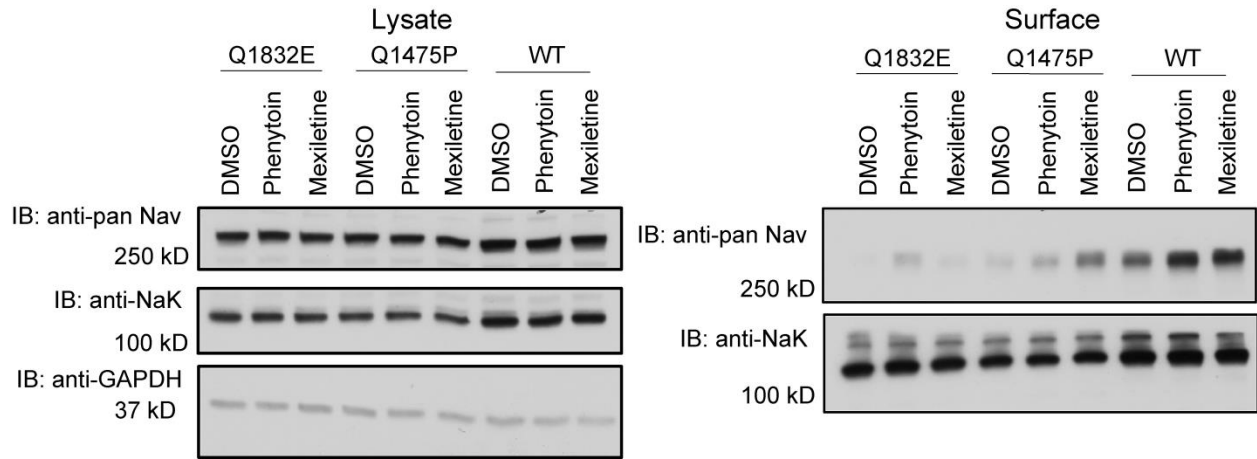 Lysate
Q1832E Q1475P WT
DMSO Phenytoin Mexiletine DMSO Phenytoin Mexiletine DMSO Phenytoin Mexiletine
IB: anti-pan Nav
250 kD
IB: anti-NaK
100 kD
IB: anti-GAPDH
37 kD
Surface
Q1832E Q1475P WT
DMSO Phenytoin Mexiletine DMSO Phenytoin Mexiletine DMSO Phenytoin Mexiletine
IB: anti-pan Nav
250 kD
IB: anti-NaK
100 kD